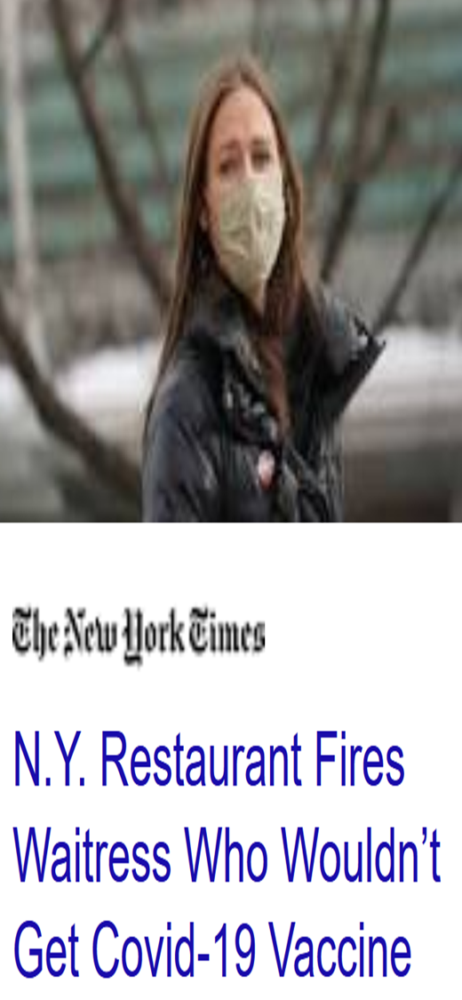 The New York Times
N.Y. Restaurant Fires
Waitress Who Wouldn’t
Get Covid-19 Vaccine